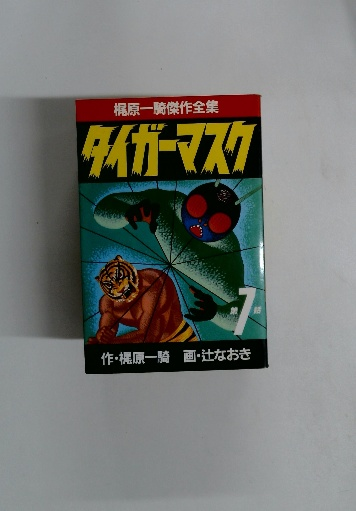 梶原一騎傑作全集
タイガーマスク
第7話
作・梶原一騎 画・辻なおき